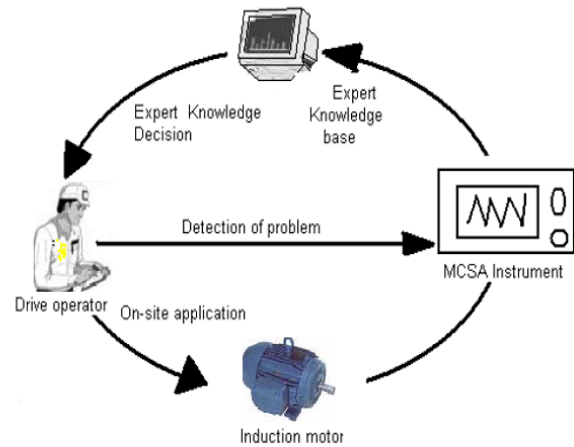 Expert Knowledge
Decision
Expert
Knowledge
base
Detection of problem
MCSA Instrument
Drive operator
On-site application
Induction motor